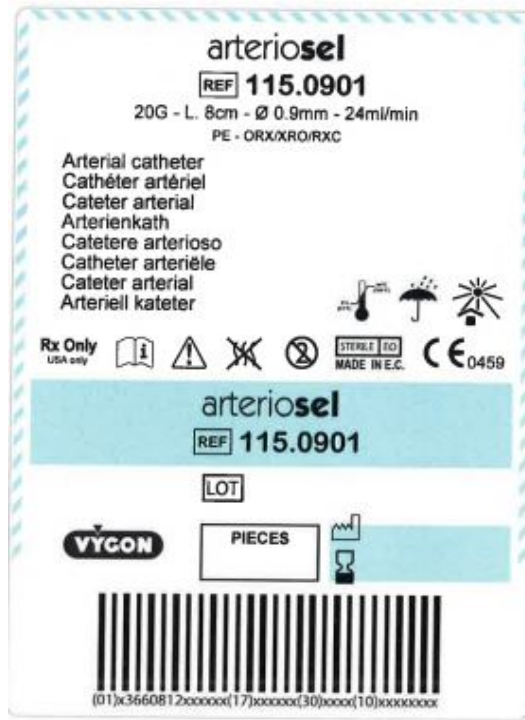 arteriosel
REF 115.0901
20G - L. 8cm - Ø 0.9mm - 24ml/min
PE - ORX/XRO/RXC
Arterial catheter
Cathéter artériel
Cateter arterial
Arterienkath
Catetere arterioso
Catheter arteriële
Cateter arterial
Arteriell kateter
Rx Only
USA only
STERILE EO
MADE IN E.C.
CE 0459
arteriosel
REF 115.0901
LOT
VYGON
PIECES
(01)x3660812xxxxxx(17)xxxxxx(30)xxxx(10)xxxxxxxx